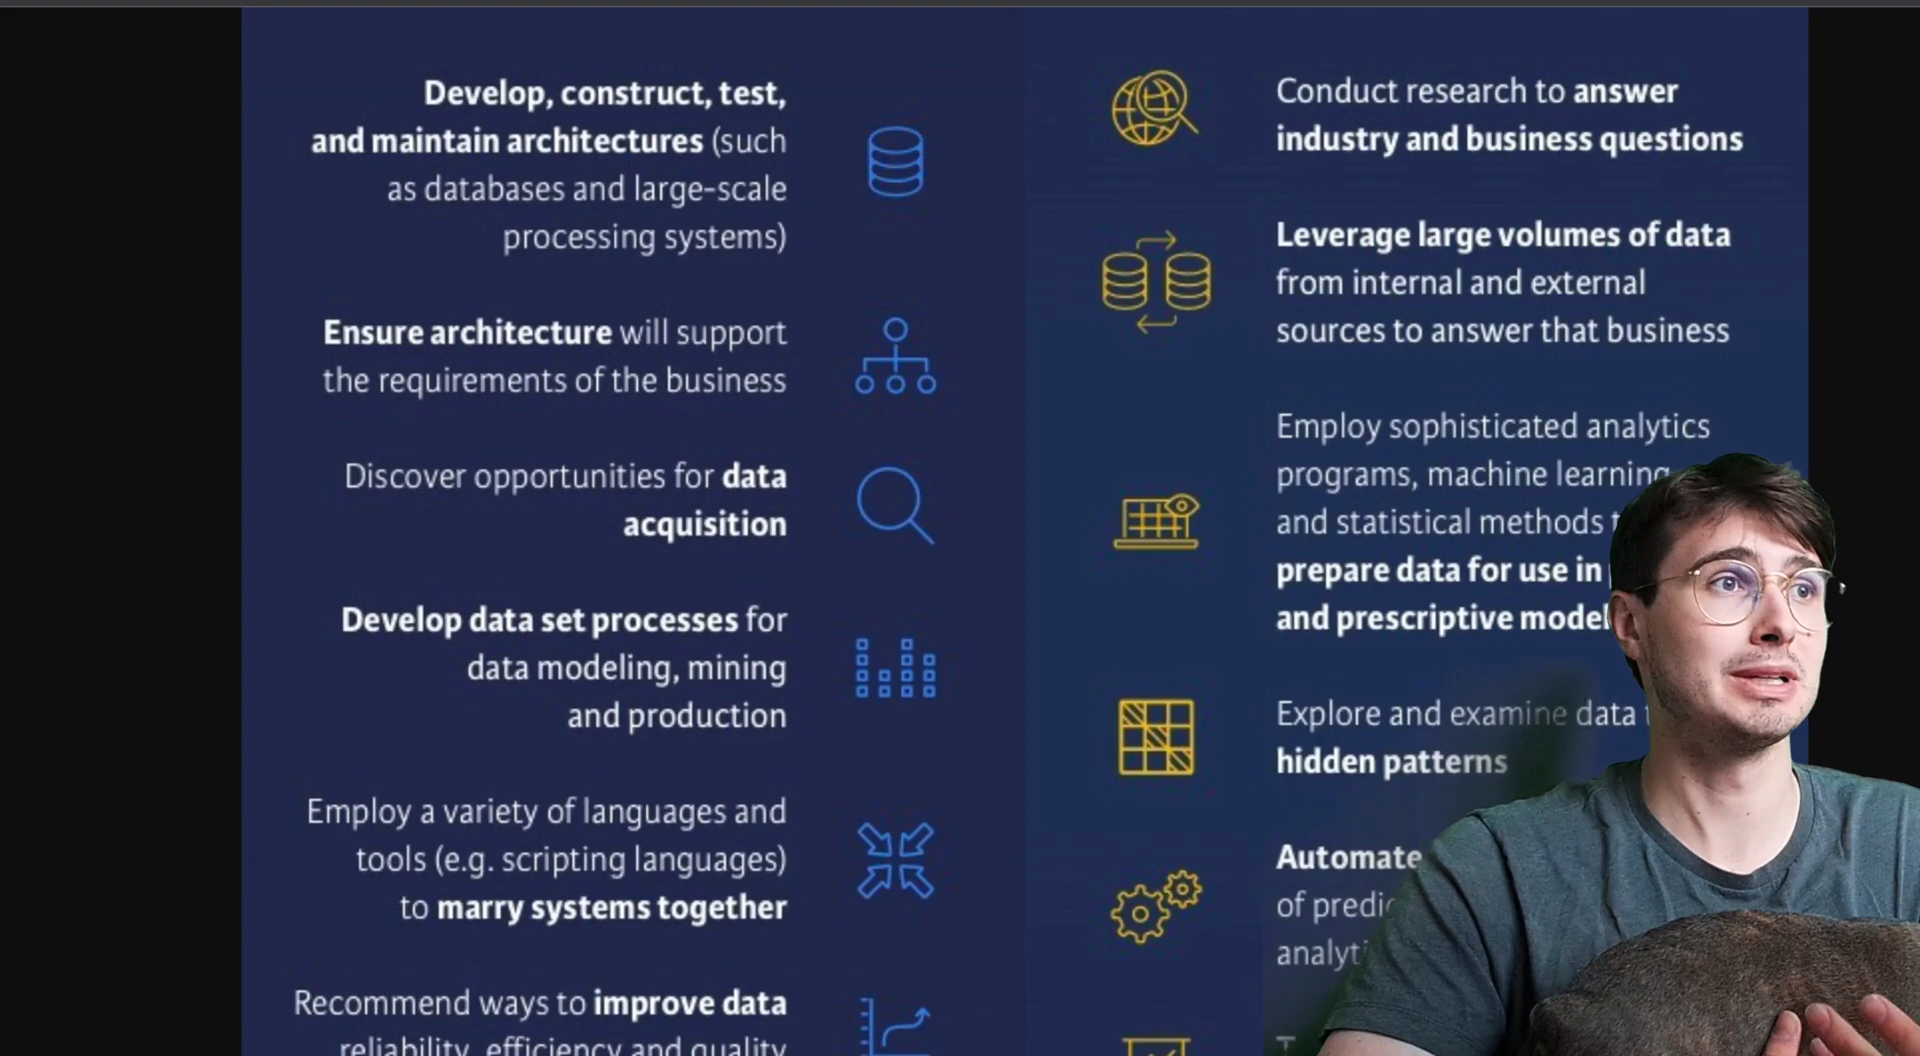 Develop, construct, test,
and maintain architectures (such
as databases and large-scale
processing systems)
Ensure architecture will support
the requirements of the business
Discover opportunities for data
acquisition
Develop data set processes for
data modeling, mining
and production
Employ a variety of languages and
tools (e.g. scripting languages)
to marry systems together
Recommend ways to improve data
reliability, efficiency and quality
Conduct research to answer
industry and business questions
Leverage large volumes of data
from internal and external
sources to answer that business
Employ sophisticated analytics
programs, machine learning
and statistical methods
prepare data for use in
and prescriptive
Explore and examine data
hidden patterns
Automate
of